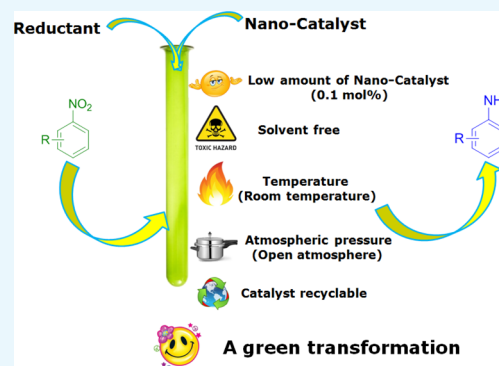 Reductant
Nano-Catalyst
Low amount of Nano-Catalyst
(0.1 mol%)
NO2
R
TOXIC HAZARD
Solvent free
NH
R
Temperature
(Room temperature)
Atmospheric pressure
(Open atmosphere)
Catalyst recyclable
A green transformation